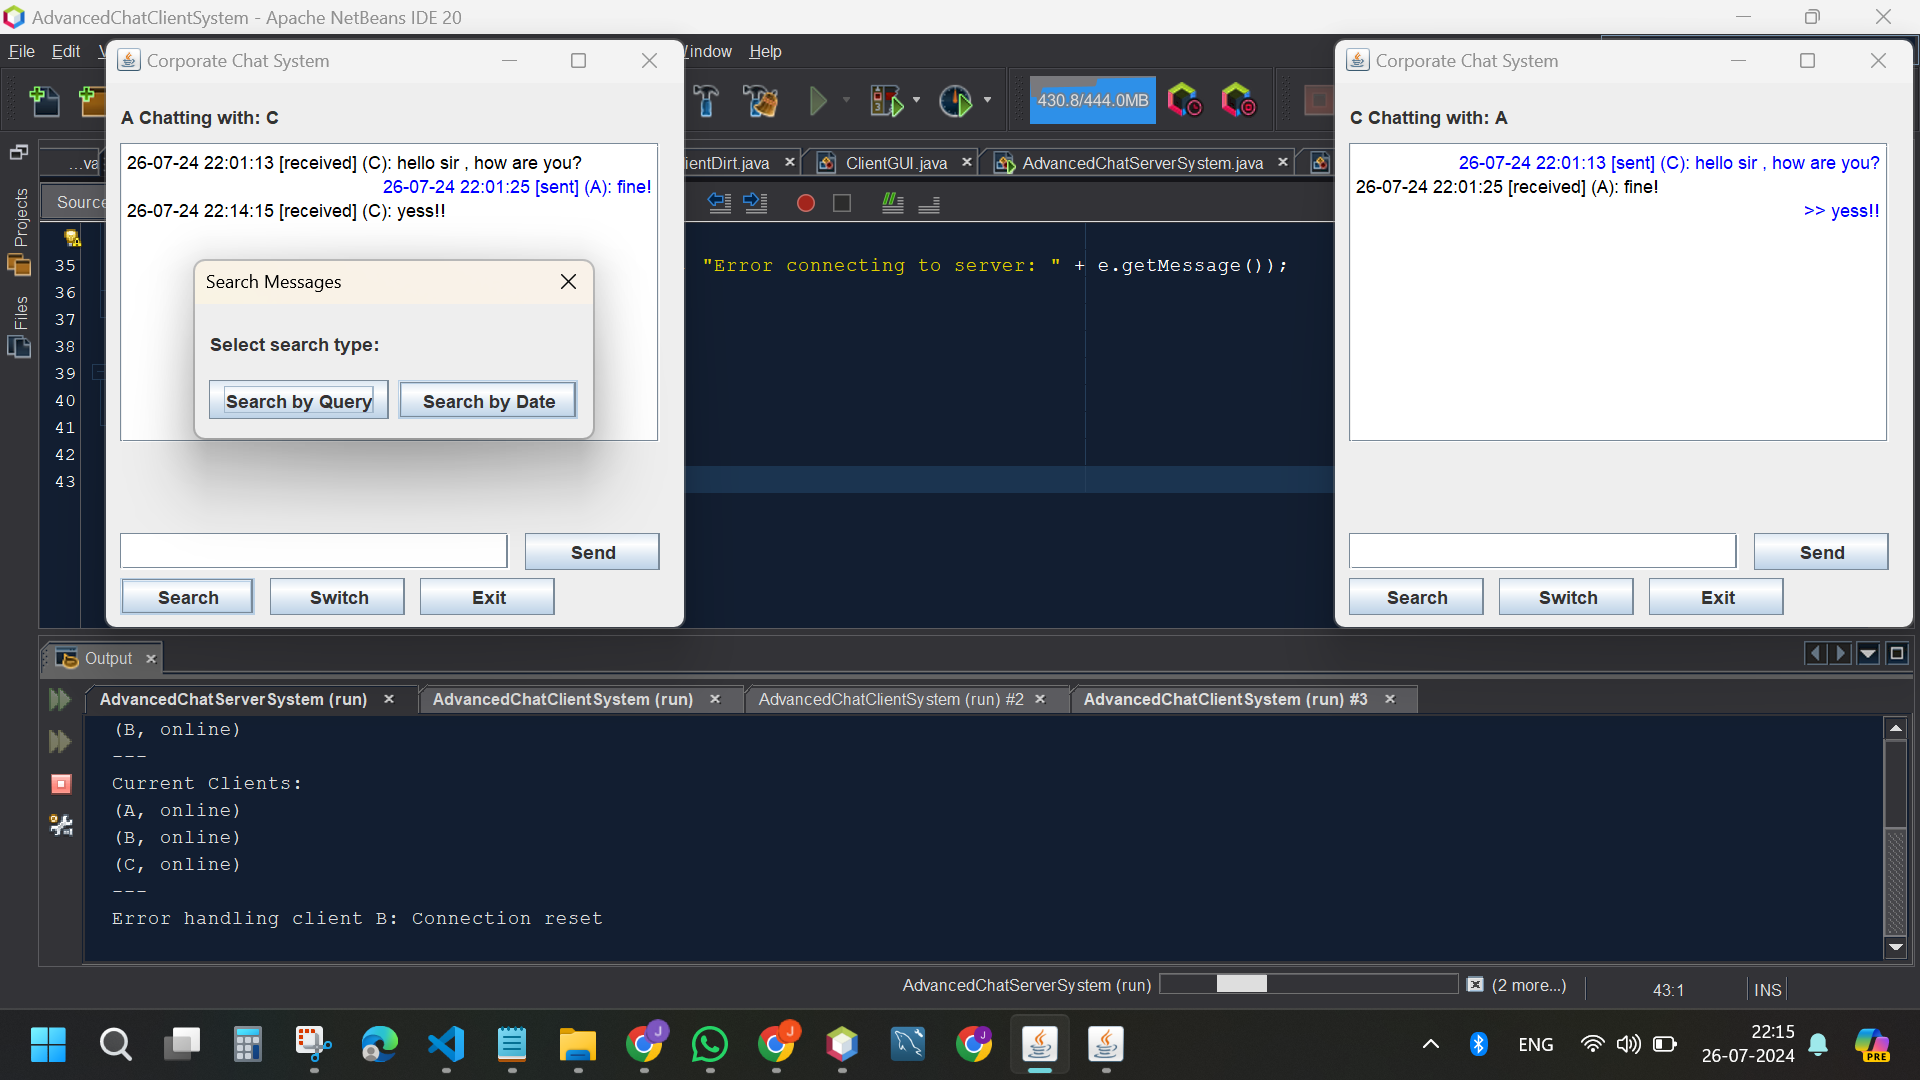 AdvancedChatClientSystem - Apache NetBeans IDE 20
File Edit V
indow Help
Corporate Chat System
A Chatting with: C
26-07-24 22:01:13 [received] (C): hello sir , how are you?
26-07-24 22:01:25 [sent] (A): fine!
26-07-24 22:14:15 [received] (C): yess!!
Search Messages
Select search type:
Search by Query Search by Date
Send
Search Switch Exit
Corporate Chat System
C Chatting with: A
26-07-24 22:01:13 [sent] (C): hello sir , how are you?
26-07-24 22:01:25 [received] (A): fine!
>> yess!!
Send
Search Switch Exit
430.8/444.0MB
...va
ientDirt.java ClientGUI.java AdvancedChatServerSystem.java
Source
Projects
Files
35
36
37
38
39
40
41
42
43
"Error connecting to server: " + e.getMessage());
Output
AdvancedChatServerSystem (run) AdvancedChatClientSystem (run) AdvancedChatClientSystem (run) #2 AdvancedChatClientSystem (run) #3
(B, online)
---
Current Clients:
(A, online)
(B, online)
(C, online)
---
Error handling client B: Connection reset
AdvancedChatServerSystem (run) (2 more...) 43:1 INS
J
J
J
ENG
22:15
26-07-2024
PRE